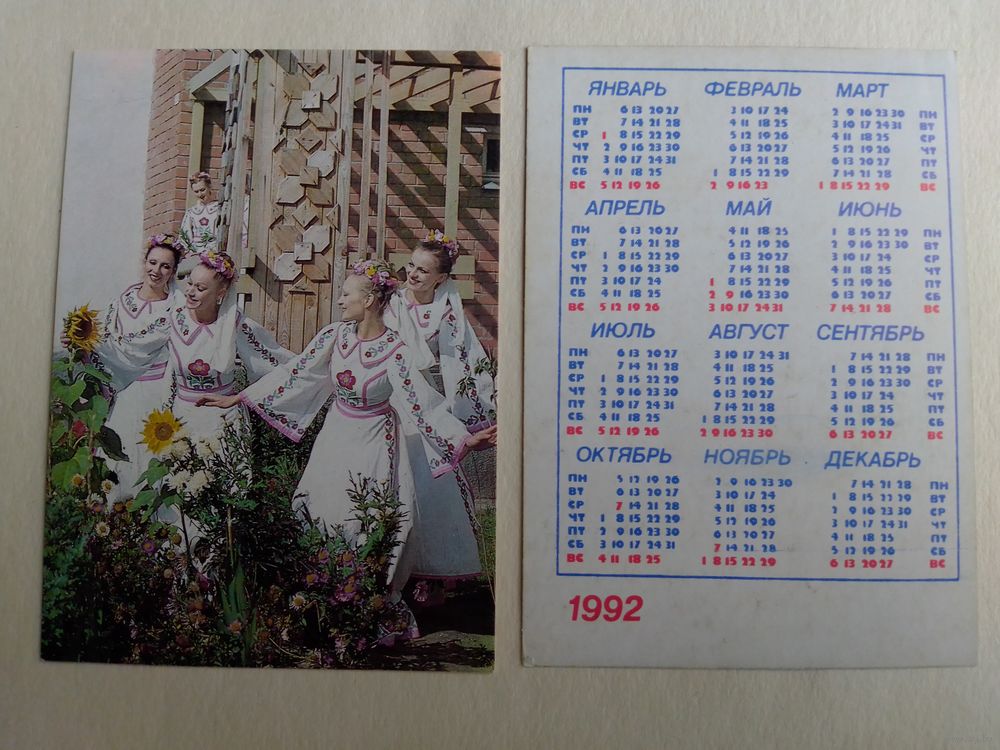 ЯНВАРЬ ФЕВРАЛЬ МАРТ
ПН 6 13 20 27 3 10 17 24 2 9 16 23 30 ПН
ВТ 7 14 21 28 4 11 18 25 3 10 17 24 31 ВТ
СР 1 8 15 22 29 5 12 19 26 4 11 18 25 СР
ЧТ 2 9 16 23 30 6 13 20 27 5 12 19 26 ЧТ
ПТ 3 10 17 24 31 7 14 21 28 6 13 20 27 ПТ
СБ 4 11 18 25 1 8 15 22 29 7 14 21 28 СБ
ВС 5 12 19 26 2 9 16 23 1 8 15 22 29 ВС
АПРЕЛЬ МАЙ ИЮНЬ
ПН 6 13 20 27 4 11 18 25 1 8 15 22 29 ПН
ВТ 7 14 21 28 5 12 19 26 2 9 16 23 30 ВТ
СР 1 8 15 22 29 6 13 20 27 3 10 17 24 СР
ЧТ 2 9 16 23 30 7 14 21 28 4 11 18 25 ЧТ
ПТ 3 10 17 24 1 8 15 22 29 5 12 19 26 ПТ
СБ 4 11 18 25 2 9 16 23 30 6 13 20 27 СБ
ВС 5 12 19 26 3 10 17 24 31 7 14 21 28 ВС
ИЮЛЬ АВГУСТ СЕНТЯБРЬ
ПН 6 13 20 27 3 10 17 24 31 7 14 21 28 ПН
ВТ 7 14 21 28 4 11 18 25 1 8 15 22 29 ВТ
СР 1 8 15 22 29 5 12 19 26 2 9 16 23 30 СР
ЧТ 2 9 16 23 30 6 13 20 27 3 10 17 24 ЧТ
ПТ 3 10 17 24 31 7 14 21 28 4 11 18 25 ПТ
СБ 4 11 18 25 1 8 15 22 29 5 12 19 26 СБ
ВС 5 12 19 26 2 9 16 23 30 6 13 20 27 ВС
ОКТЯБРЬ НОЯБРЬ ДЕКАБРЬ
ПН 5 12 19 26 2 9 16 23 30 7 14 21 28 ПН
ВТ 6 13 20 27 3 10 17 24 1 8 15 22 29 ВТ
СР 7 14 21 28 4 11 18 25 2 9 16 23 30 СР
ЧТ 1 8 15 22 29 5 12 19 26 3 10 17 24 31 ЧТ
ПТ 2 9 16 23 30 6 13 20 27 4 11 18 25 ПТ
СБ 3 10 17 24 31 7 14 21 28 5 12 19 26 СБ
ВС 4 11 18 25 1 8 15 22 29 6 13 20 27 ВС
1992